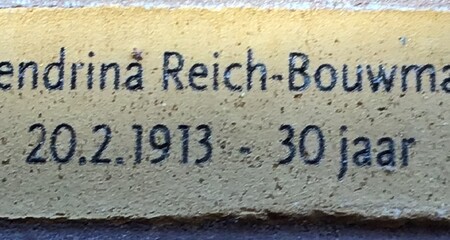 endrina Reich-Bouwma
20.2.1913 - 30 jaar